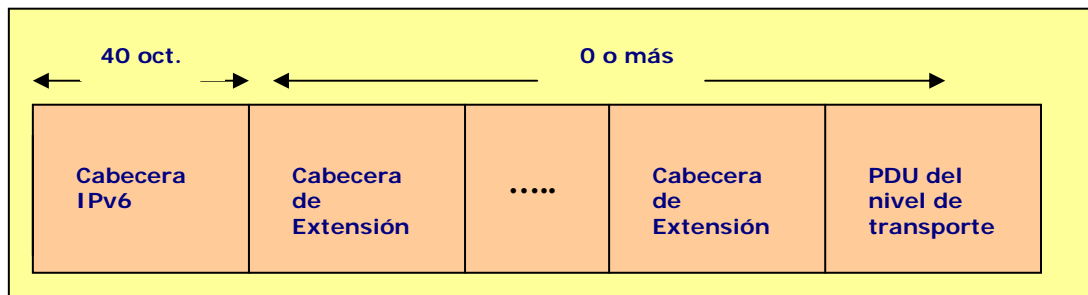 40 oct.
0 o más
Cabecera
IPv6
Cabecera
de
Extensión
.....
Cabecera
de
Extensión
PDU del
nivel de
transporte